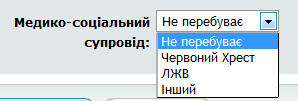 Медико-соціальний Не перебуває
супровід: Не перебуває
Червоний Хрест
ЛЖВ
Інший